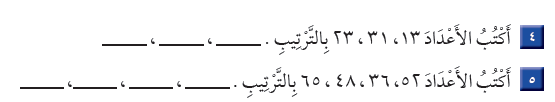 ٤ أَكْتُبُ الأَعْدَادَ ١٣، ٣١ ، ٢٣ بِالتَّرْتِيبِ . ____ ، ____ ، ____
٥ أَكْتُبُ الأَعْدَادَ ٥٢، ٣٦ ، ٤٨ ، ٦٥ بِالتَّرْتِيبِ . ____ ، ____ ، ____ ، ____